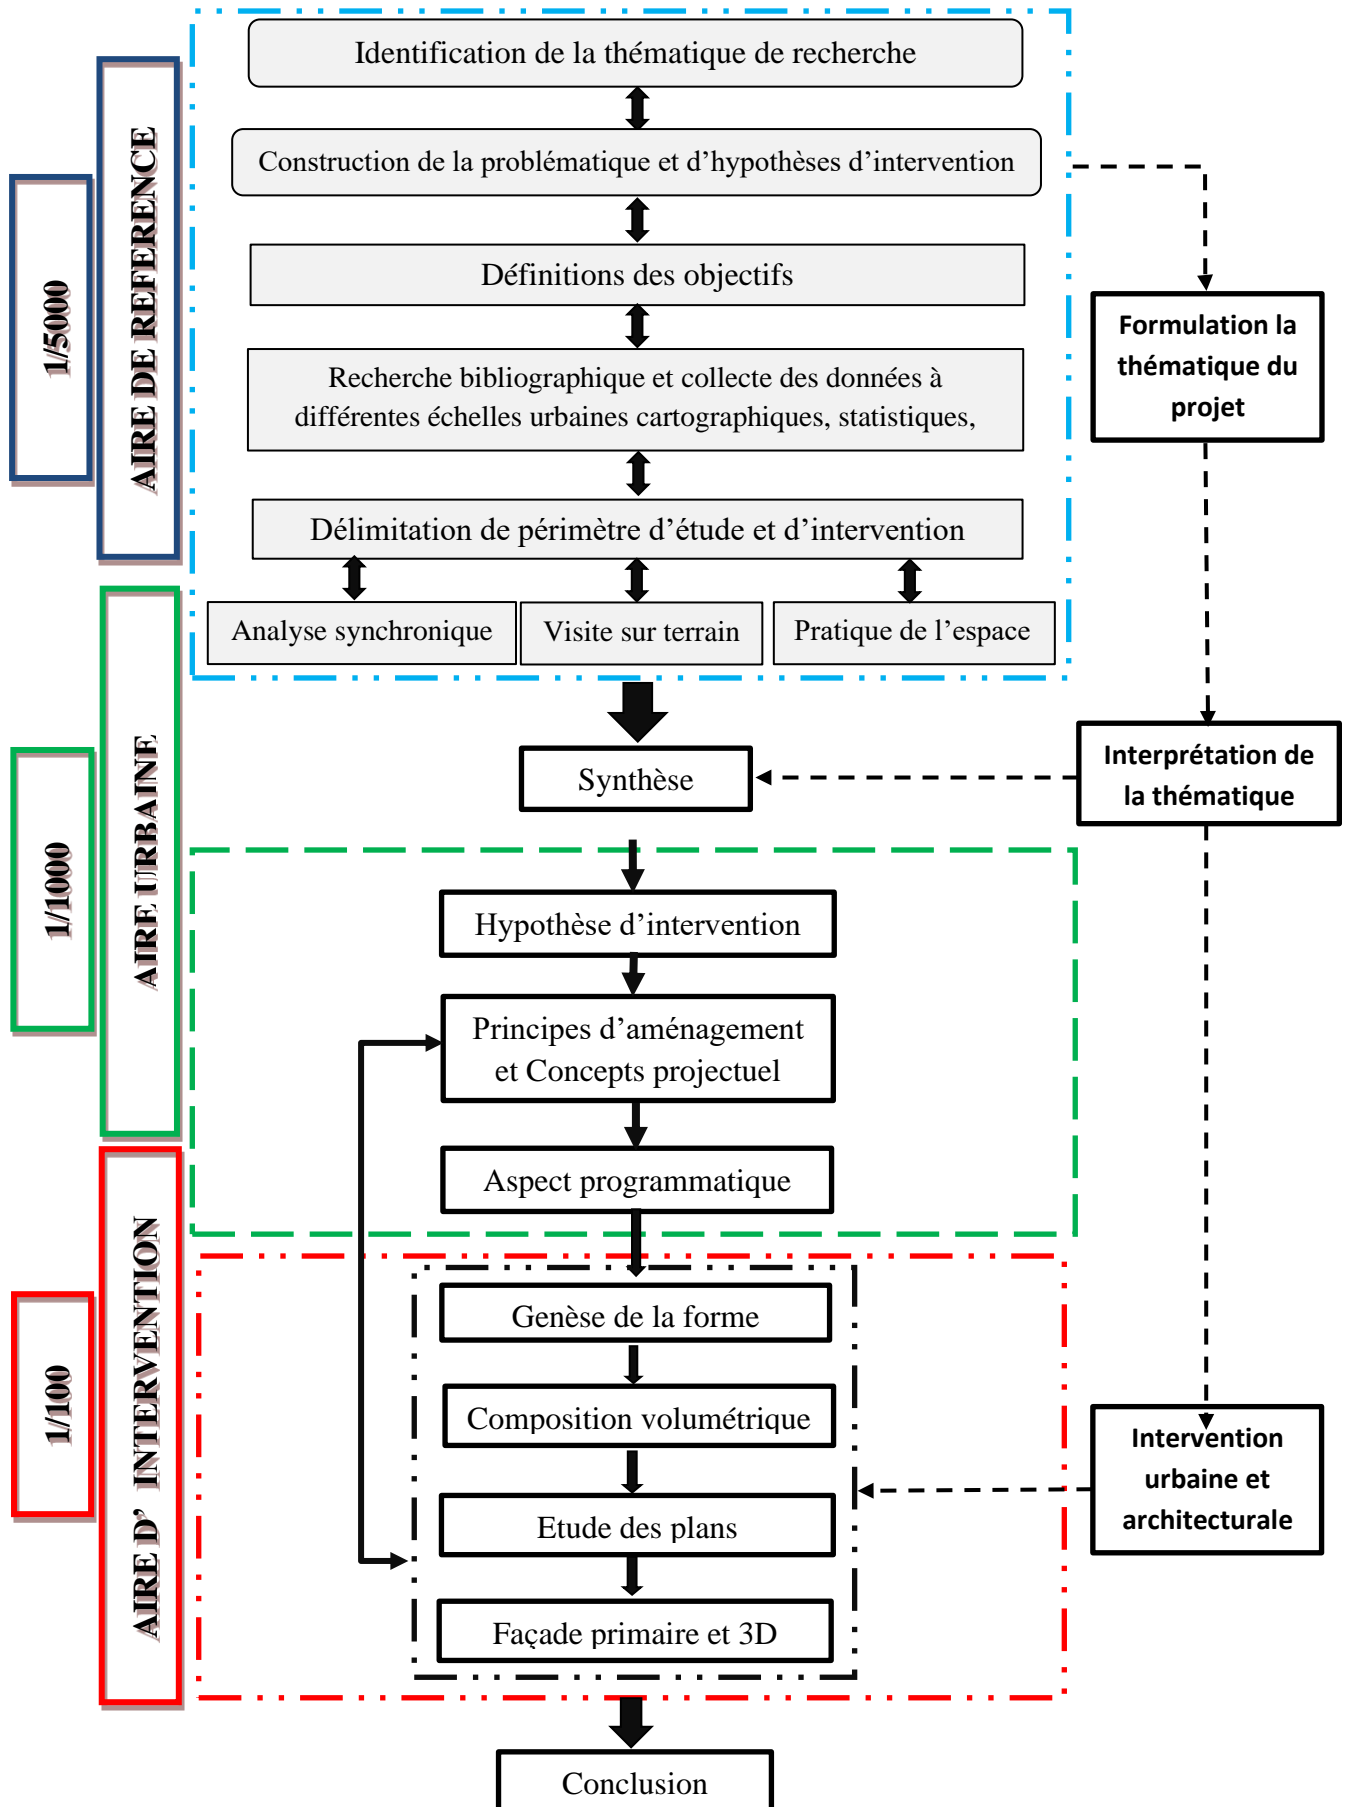 Identification de la thématique de recherche
Construction de la problématique et d’hypothèses d’intervention
Définitions des objectifs
Recherche bibliographique et collecte des données à
différentes échelles urbaines cartographiques, statistiques,
Délimitation de périmètre d’étude et d’intervention
Analyse synchronique
Visite sur terrain
Pratique de l’espace
AIRE DE REFERENCE
1/5000
Formulation la
thématique du
projet
Synthèse
Interprétation de
la thématique
AIRE URBAINE
1/1000
Hypothèse d’intervention
Principes d’aménagement
et Concepts projectuel
Aspect programmatique
AIRE D’ INTERVENTION
1/100
Genèse de la forme
Composition volumétrique
Etude des plans
Façade primaire et 3D
Intervention
urbaine et
architecturale
Conclusion